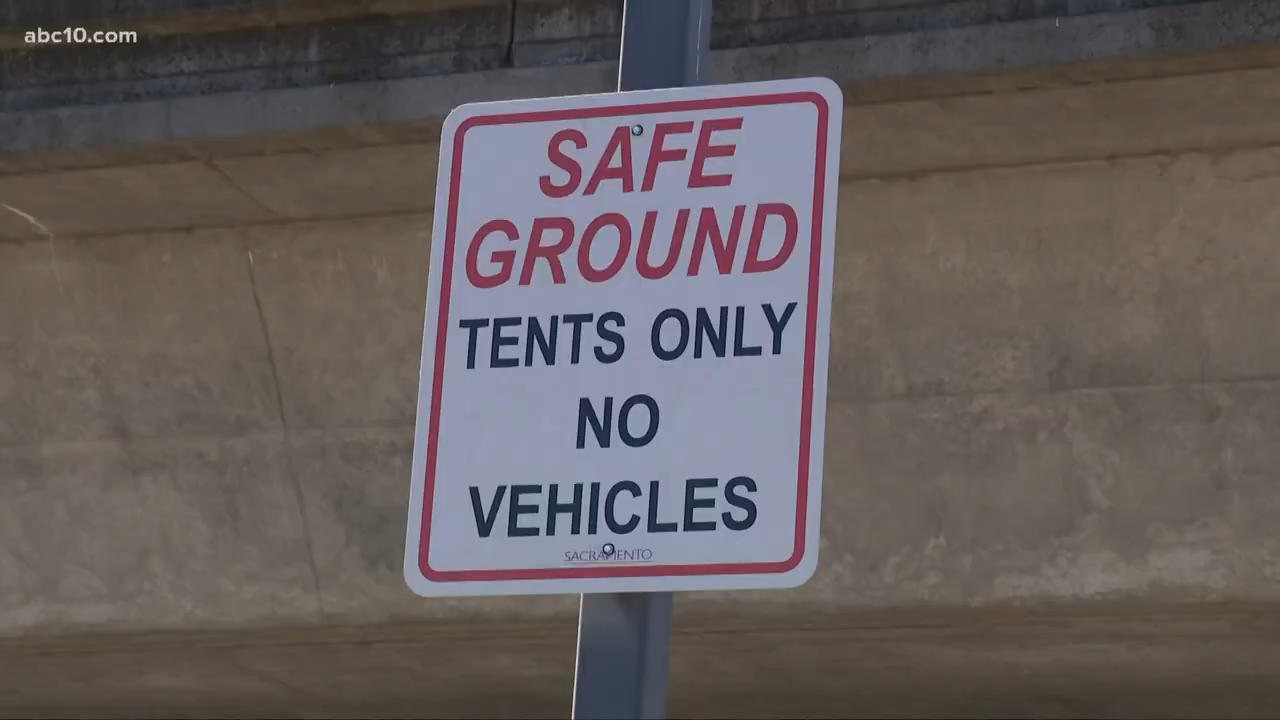 abc10.com
SAFE
GROUND
TENTS ONLY
NO
VEHICLES
SACRAMENTO